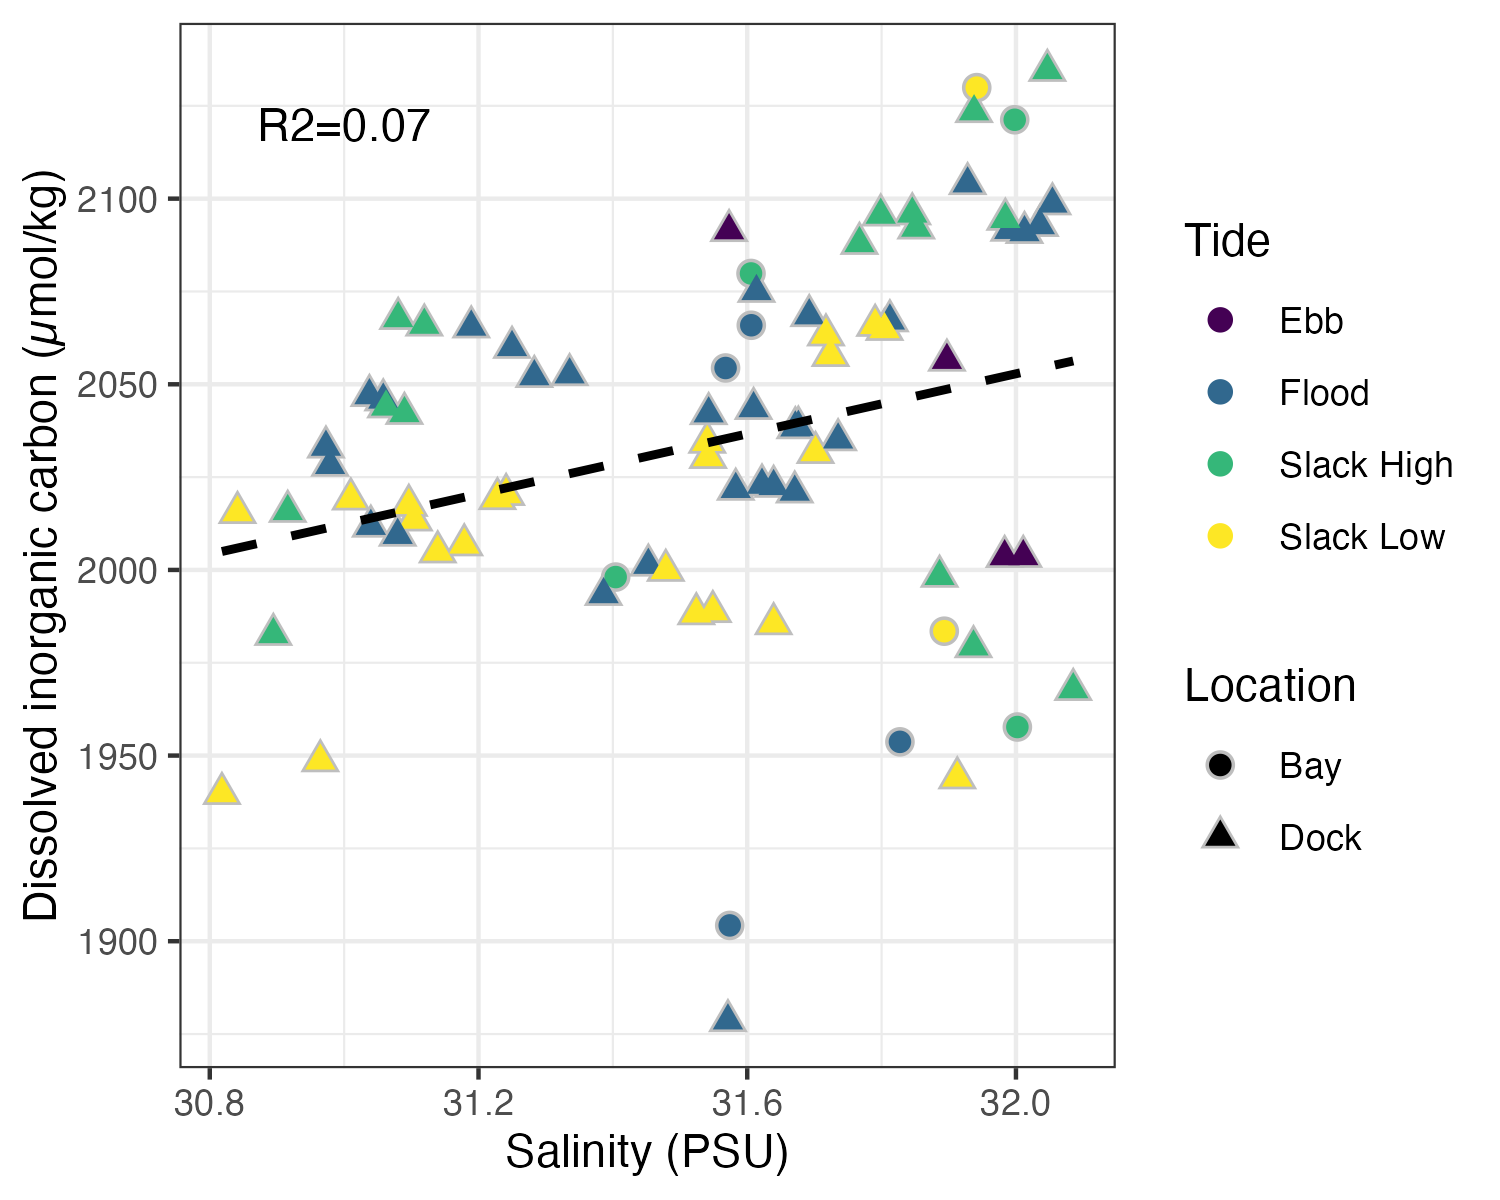 R2=0.07
Dissolved inorganic carbon (µmol/kg)
2100
2050
2000
1950
1900
30.8
31.2
31.6
32.0
Salinity (PSU)
Tide
Ebb
Flood
Slack High
Slack Low
Location
Bay
Dock